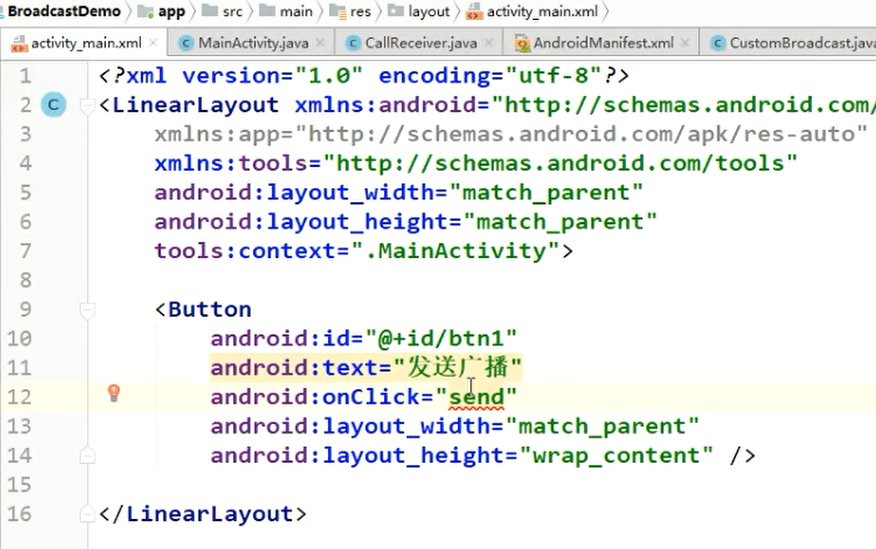 BroadcastDemo app src main res layout activity_main.xml
activity_main.xml MainActivity.java CallReceiver.java AndroidManifest.xml CustomBroadcast.java
1 <?xml version="1.0" encoding="utf-8"?>
2 <LinearLayout xmlns:android="http://schemas.android.com/
3 xmlns:app="http://schemas.android.com/apk/res-auto"
4 xmlns:tools="http://schemas.android.com/tools"
5 android:layout_width="match_parent"
6 android:layout_height="match_parent"
7 tools:context=".MainActivity">
8
9 <Button
10 android:id="@+id/btn1"
11 android:text="发送广播"
12 android:onClick="send"
13 android:layout_width="match_parent"
14 android:layout_height="wrap_content" />
15
16 </LinearLayout>